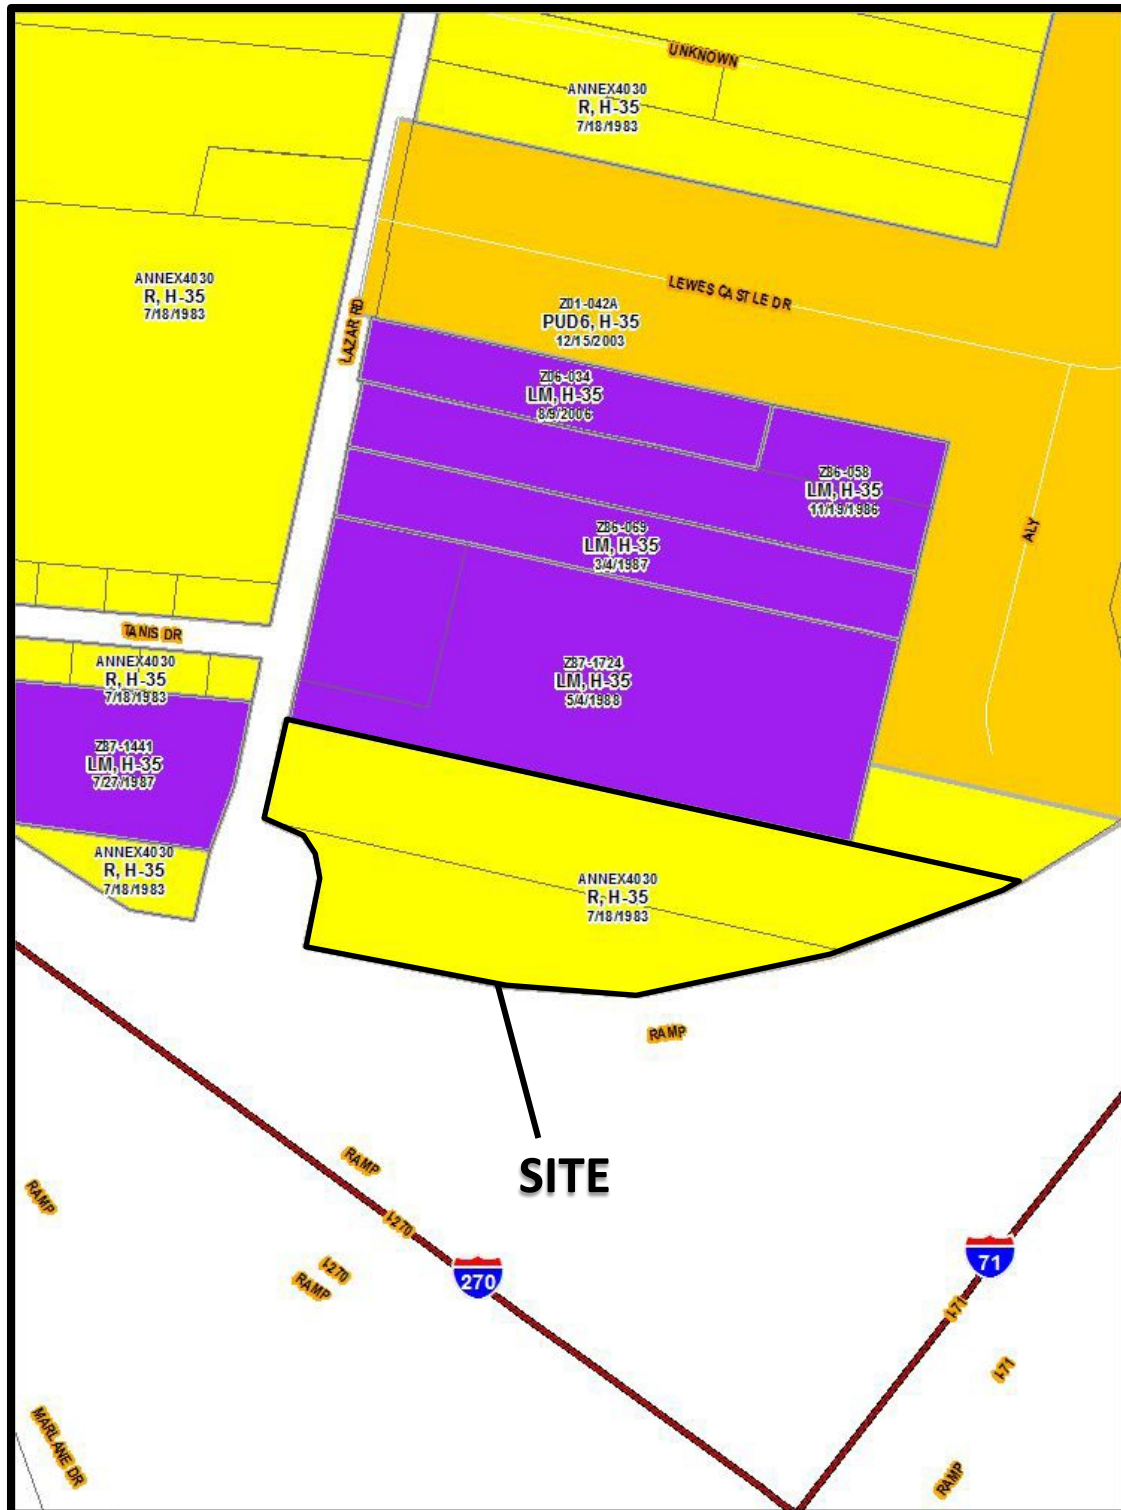 UNKNOWN
ANNEX4030
R, H-35
7/18/1983
ANNEX4030
R, H-35
7/18/1983
LEWES CASTLE DR
LAZAR RD
Z01-042A
PUD6, H-35
12/15/2003
Z06-034
LM, H-35
8/9/2006
Z86-058
LM, H-35
11/19/1986
ALY
Z86-069
LM, H-35
3/4/1987
TANIS DR
ANNEX4030
R, H-35
7/18/1983
Z87-1724
LM, H-35
5/4/1988
Z87-1441
LM, H-35
7/27/1987
ANNEX4030
R, H-35
7/18/1983
ANNEX4030
R, H-35
7/18/1983
RAMP
SITE
RAMP
RAMP
I-270
I-270
RAMP
270
71
I-71
I-71
MARLANE DR
RAMP